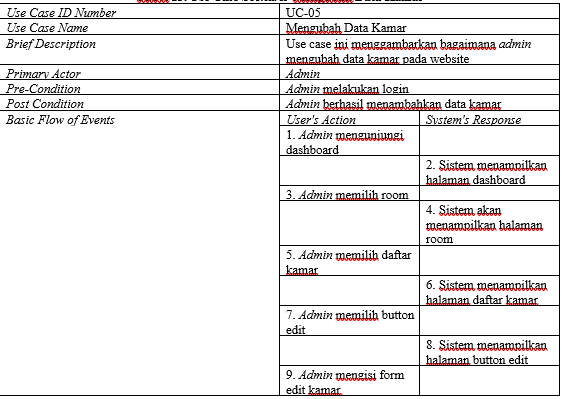 Use Case ID Number UC-05
Use Case Name Mengubah Data Kamar
Brief Description Use case ini menggambarkan bagaimana admin
mengubah data kamar pada website
Primary Actor Admin
Pre-Condition Admin melakukan login
Post Condition Admin berhasil menambahkan data kamar
Basic Flow of Events User's Action System's Response
1. Admin mengunjungi
dashboard
2. Sistem menampilkan
halaman dashboard
3. Admin memilih room
4. Sistem akan
menampilkan halaman
room
5. Admin memilih daftar
kamar
6. Sistem menampilkan
halaman daftar kamar
7. Admin memilih button
edit
8. Sistem menampilkan
halaman button edit
9. Admin mengisi form
edit kamar